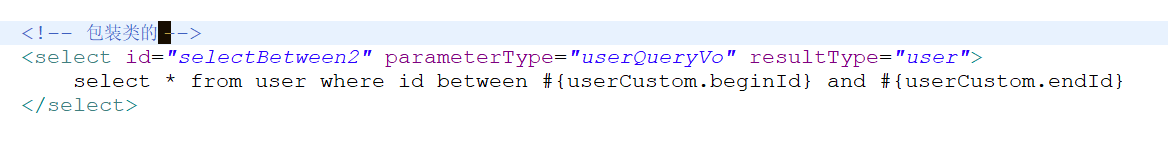 <!-- 包装类的 -->
<select id="selectBetween2" parameterType="userQueryVo" resultType="user">
select * from user where id between #{userCustom.beginId} and #{userCustom.endId}
</select>